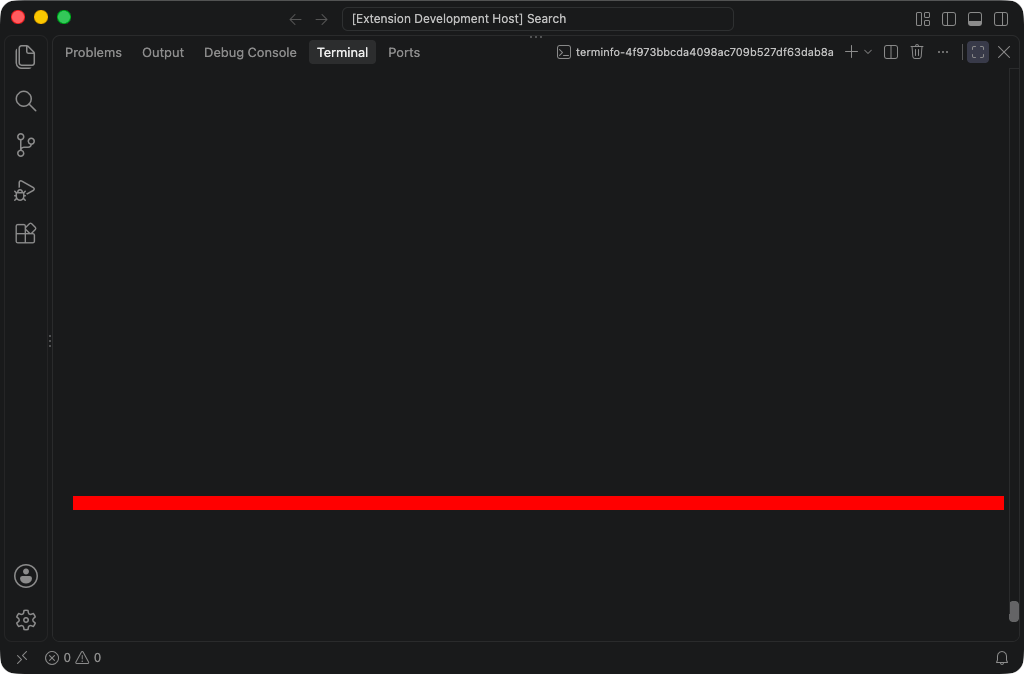 [Extension Development Host] Search
Problems Output Debug Console Terminal Ports terminfo-4f973bbcda4098ac709b527df63dab8a
0 0